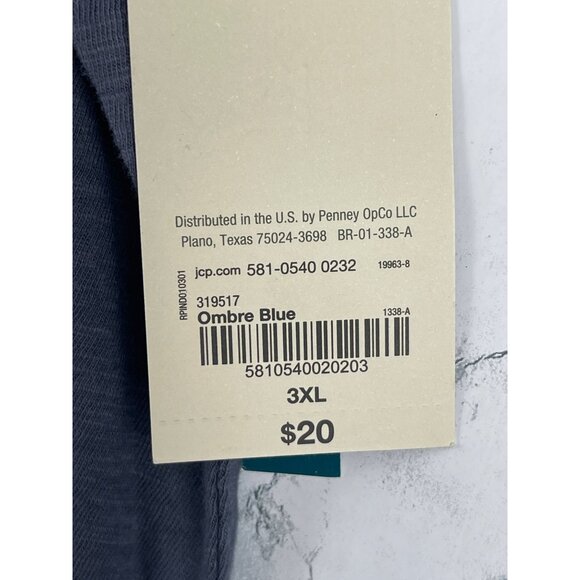 Distributed in the U.S. by Penney OpCo LLC
Plano, Texas 75024-3698 BR-01-338-A
RPIND010301
jcp.com 581-0540 0232 19963-8
319517
Ombre Blue 1338-A
5810540020203
3XL
$20